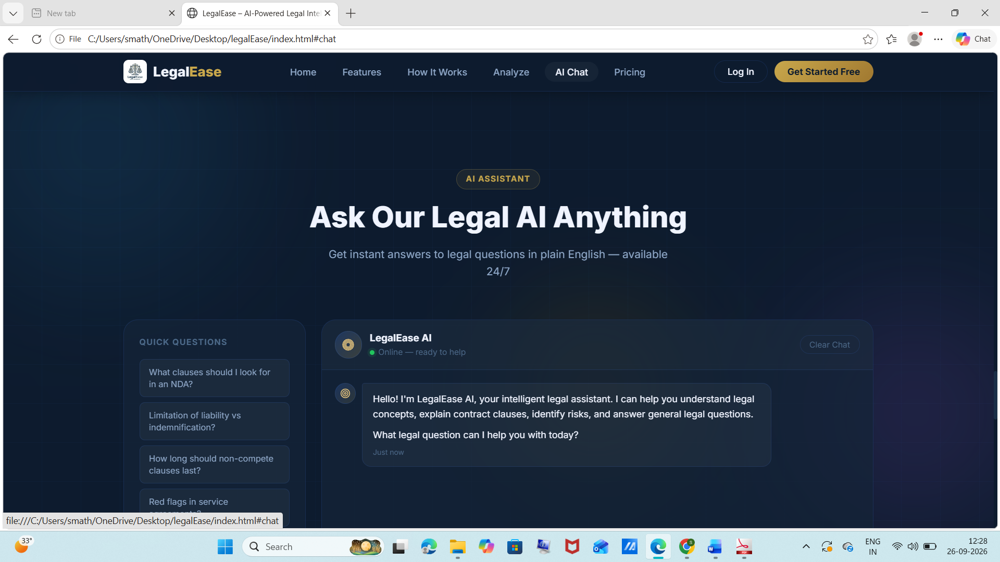 New tab
LegalEase – AI-Powered Legal Inte
File C:/Users/smath/OneDrive/Desktop/legalEase/index.html#chat
Chat
LegalEase
LegalEase
Home
Features
How It Works
Analyze
AI Chat
Pricing
Log In
Get Started Free
AI ASSISTANT
Ask Our Legal AI Anything
Get instant answers to legal questions in plain English — available
24/7
QUICK QUESTIONS
What clauses should I look for
in an NDA?
Limitation of liability vs
indemnification?
How long should non-compete
clauses last?
Red flags in service
LegalEase AI
Online — ready to help
Clear Chat
Hello! I'm LegalEase AI, your intelligent legal assistant. I can help you understand legal
concepts, explain contract clauses, identify risks, and answer general legal questions.
What legal question can I help you with today?
Just now
file:///C:/Users/smath/OneDrive/Desktop/legalEase/index.html#chat
33°
Search
ENG
IN
12:28
26-09-2026